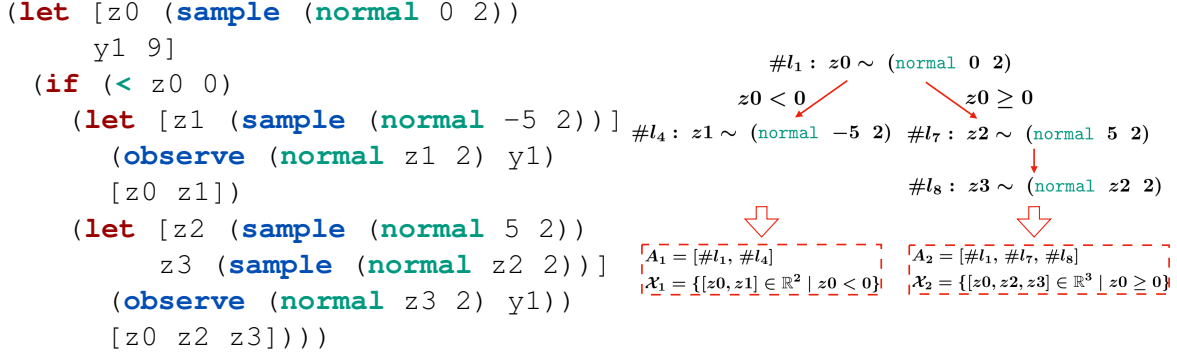 (let [z0 (sample (normal 0 2))
      y1 9]
  (if (< z0 0)
    (let [z1 (sample (normal -5 2))]
      (observe (normal z1 2) y1)
      [z0 z1])
    (let [z2 (sample (normal 5 2))
          z3 (sample (normal z2 2))]
      (observe (normal z3 2) y1))
      [z0 z2 z3])))
#l₁ : z0 ∼ (normal 0 2)
z0 < 0
z0 ≥ 0
#l₄ : z1 ∼ (normal −5 2)
#l₇ : z2 ∼ (normal 5 2)
#l₈ : z3 ∼ (normal z2 2)
A₁ = [#l₁, #l₄]
𝒳₁ = {[z0, z1] ∈ ℝ² | z0 < 0}
A₂ = [#l₁, #l₇, #l₈]
𝒳₂ = {[z0, z2, z3] ∈ ℝ³ | z0 ≥ 0}